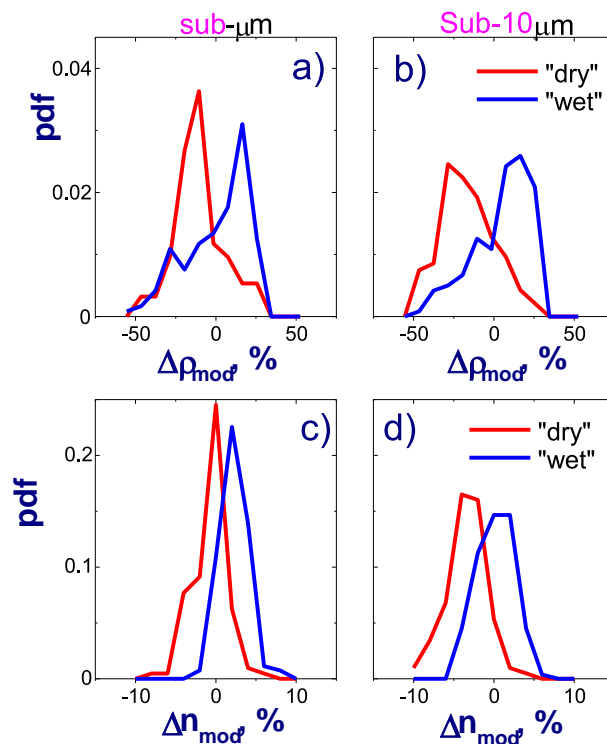 sub-μm Sub-10μm
a) b)
"dry"
"wet"
pdf
0.04
0.02
0
-50 0 50 -50 0 50
Δρmod, % Δρmod, %
c) d)
"dry"
"wet"
pdf
0.2
0.1
0
-10 0 10 -10 0 10
Δnmod, % Δnmod, %